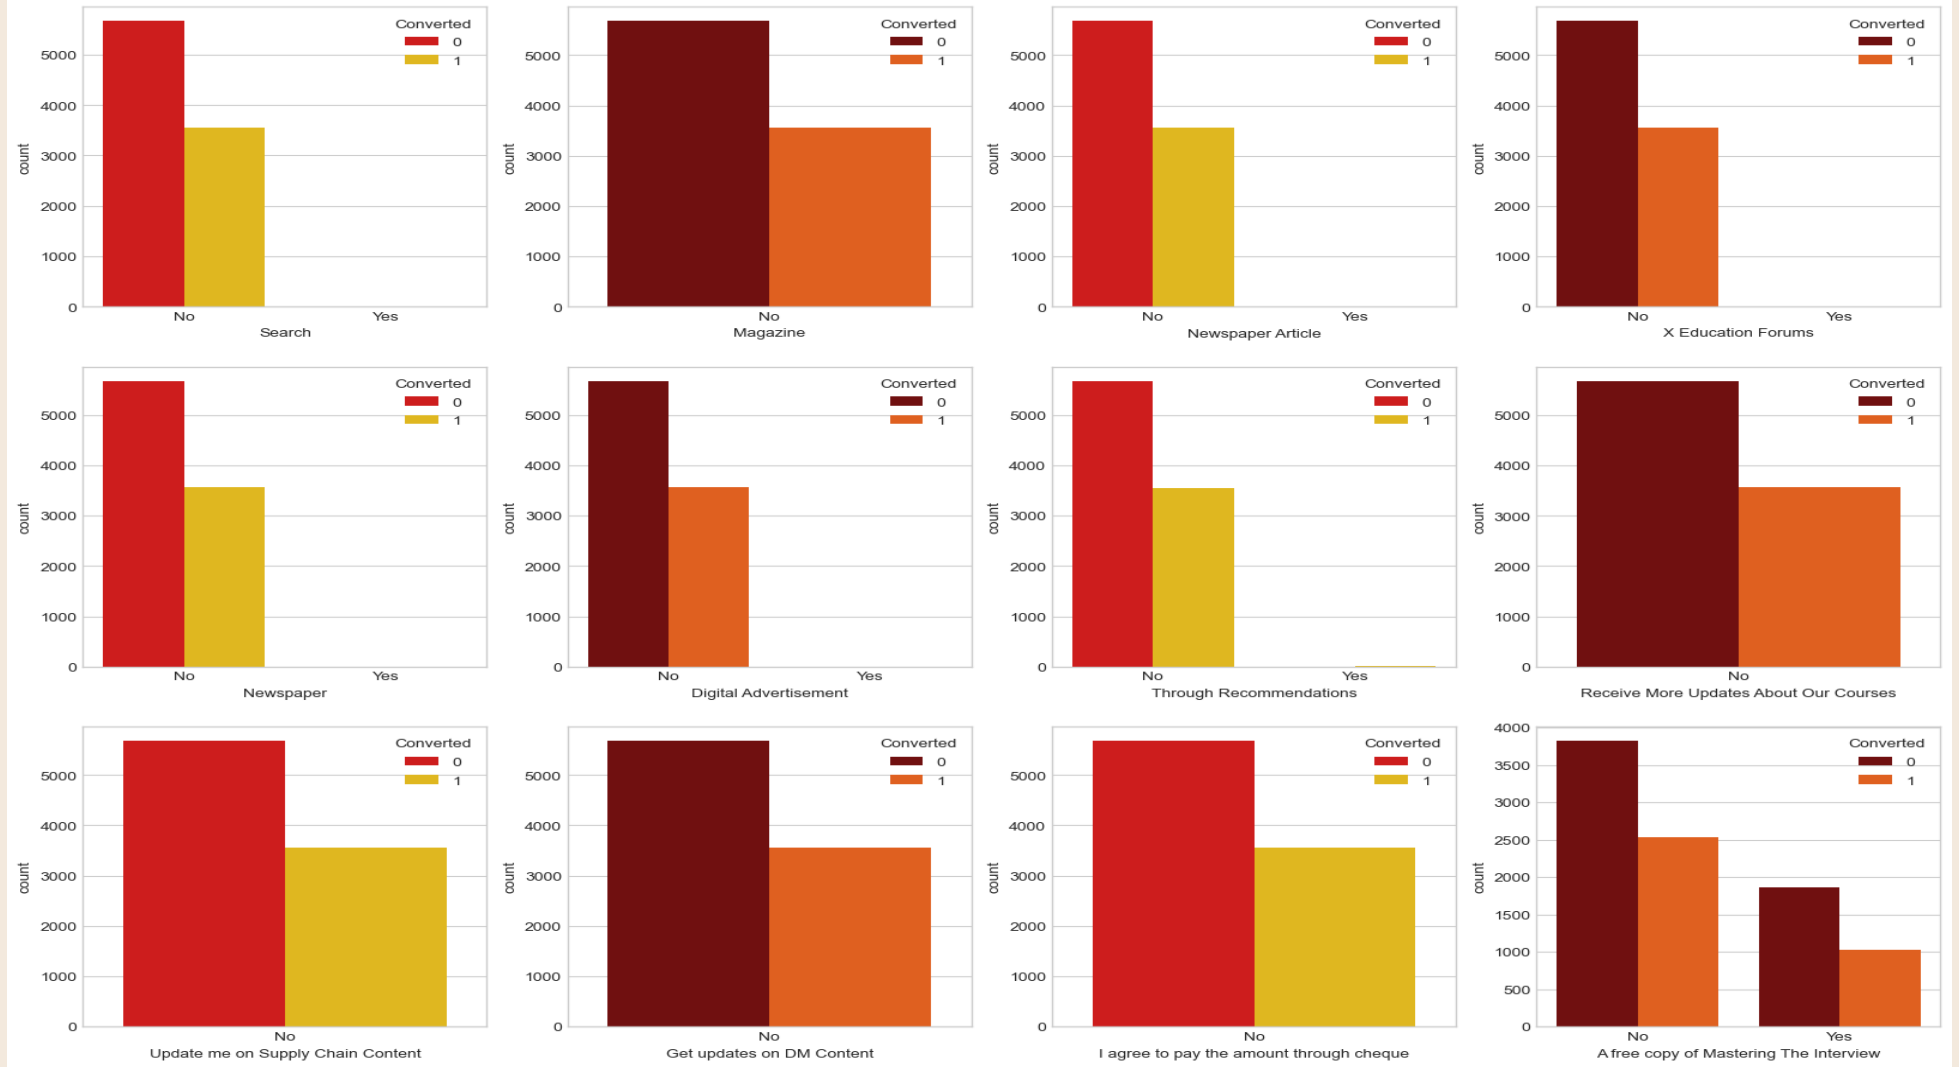 Converted
0
1
5000
4000
3000
2000
1000
0
count
No Yes
Search
Converted
0
1
5000
4000
3000
2000
1000
0
count
No
Magazine
Converted
0
1
5000
4000
3000
2000
1000
0
count
No Yes
Newspaper Article
Converted
0
1
5000
4000
3000
2000
1000
0
count
No Yes
X Education Forums
Converted
0
1
5000
4000
3000
2000
1000
0
count
No Yes
Newspaper
Converted
0
1
5000
4000
3000
2000
1000
0
count
No Yes
Digital Advertisement
Converted
0
1
5000
4000
3000
2000
1000
0
count
No Yes
Through Recommendations
Converted
0
1
5000
4000
3000
2000
1000
0
count
No
Receive More Updates About Our Courses
Converted
0
1
5000
4000
3000
2000
1000
0
count
No
Update me on Supply Chain Content
Converted
0
1
5000
4000
3000
2000
1000
0
count
No
Get updates on DM Content
Converted
0
1
5000
4000
3000
2000
1000
0
count
No
I agree to pay the amount through cheque
Converted
0
1
4000
3500
3000
2500
2000
1500
1000
500
0
count
No Yes
A free copy of Mastering The Interview